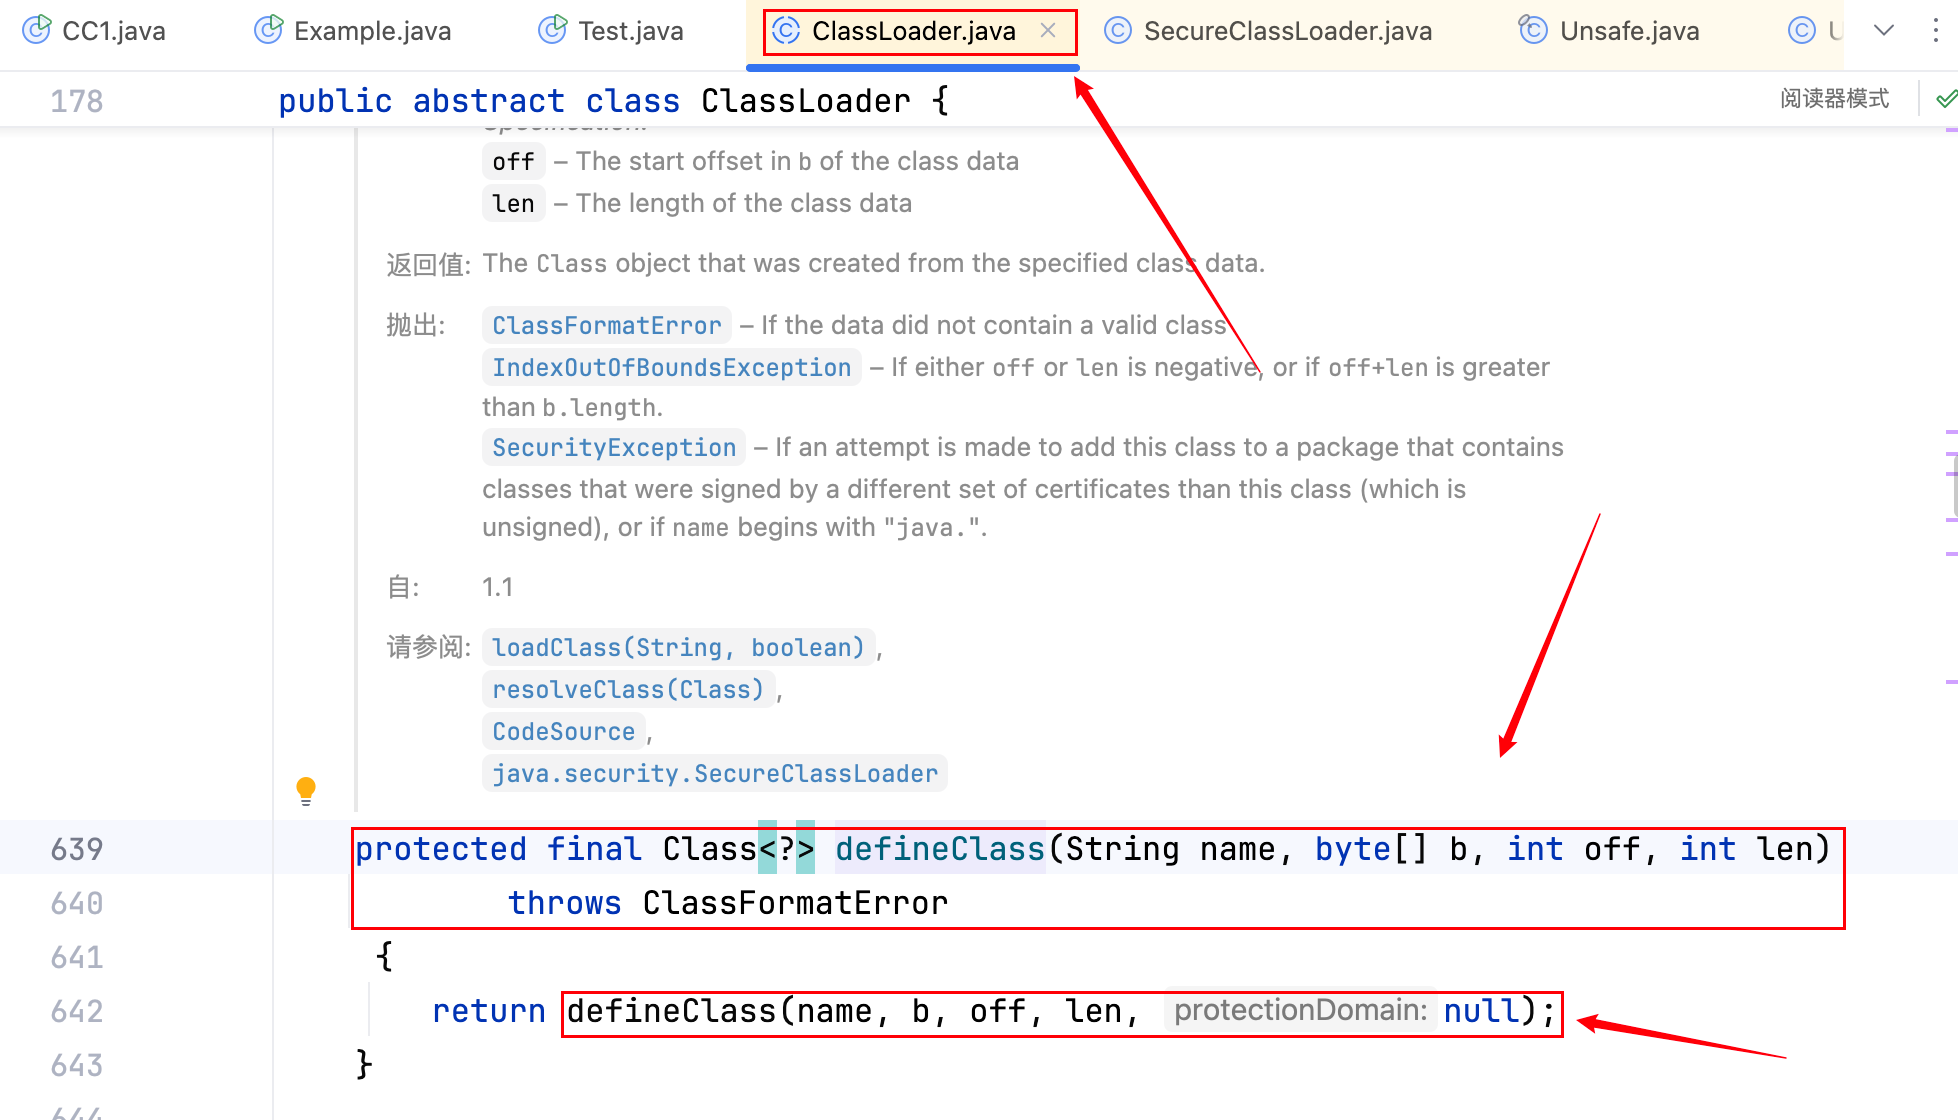 CC1.java Example.java Test.java ClassLoader.java SecureClassLoader.java Unsafe.java
178 public abstract class ClassLoader { 阅读器模式
Specification.
off – The start offset in b of the class data
len – The length of the class data
返回值: The Class object that was created from the specified class data.
抛出: ClassFormatError – If the data did not contain a valid class
IndexOutOfBoundsException – If either off or len is negative, or if off+len is greater
than b.length.
SecurityException – If an attempt is made to add this class to a package that contains
classes that were signed by a different set of certificates than this class (which is
unsigned), or if name begins with "java.".
自: 1.1
请参阅: loadClass(String, boolean),
resolveClass(Class),
CodeSource,
java.security.SecureClassLoader
639 protected final Class<?> defineClass(String name, byte[] b, int off, int len)
640 throws ClassFormatError
641 {
642 return defineClass(name, b, off, len, protectionDomain: null);
643 }
644